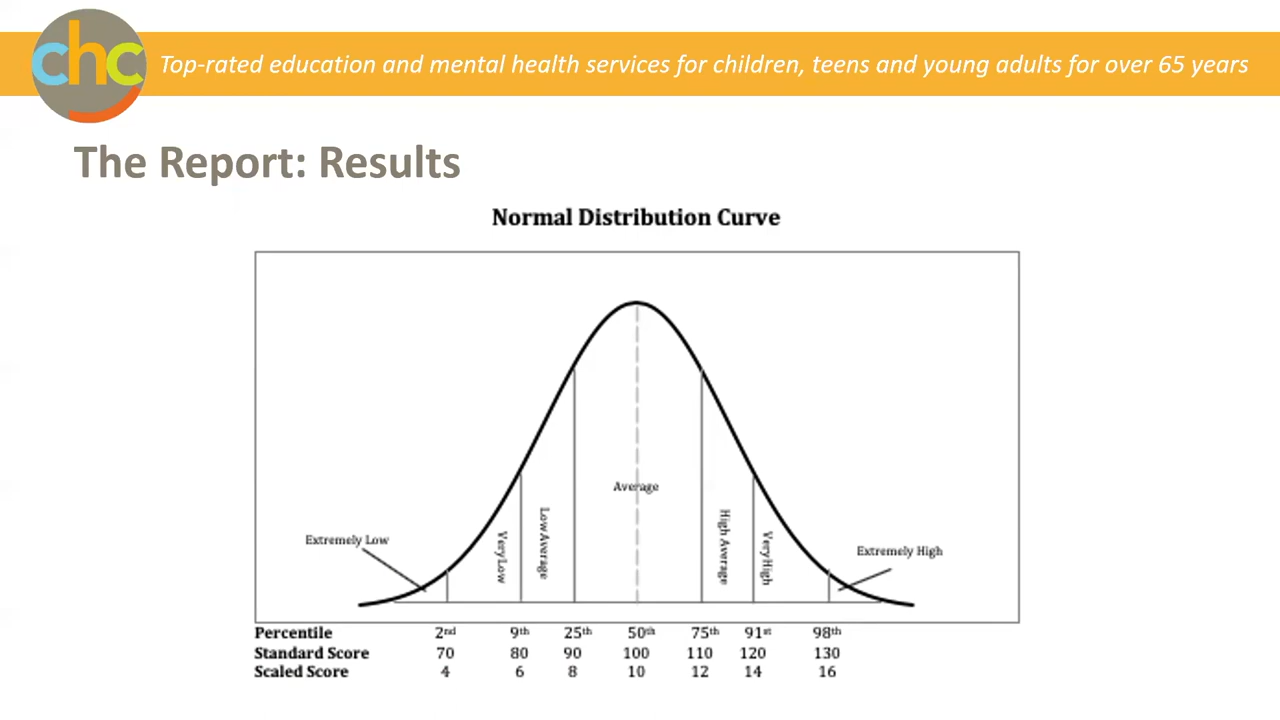 chc
Top-rated education and mental health services for children, teens and young adults for over 65 years
The Report: Results
Normal Distribution Curve
Average
Extremely Low
Very Low
Low Average
High Average
Very High
Extremely High
Percentile 2nd 9th 25th 50th 75th 91st 98th
Standard Score 70 80 90 100 110 120 130
Scaled Score 4 6 8 10 12 14 16